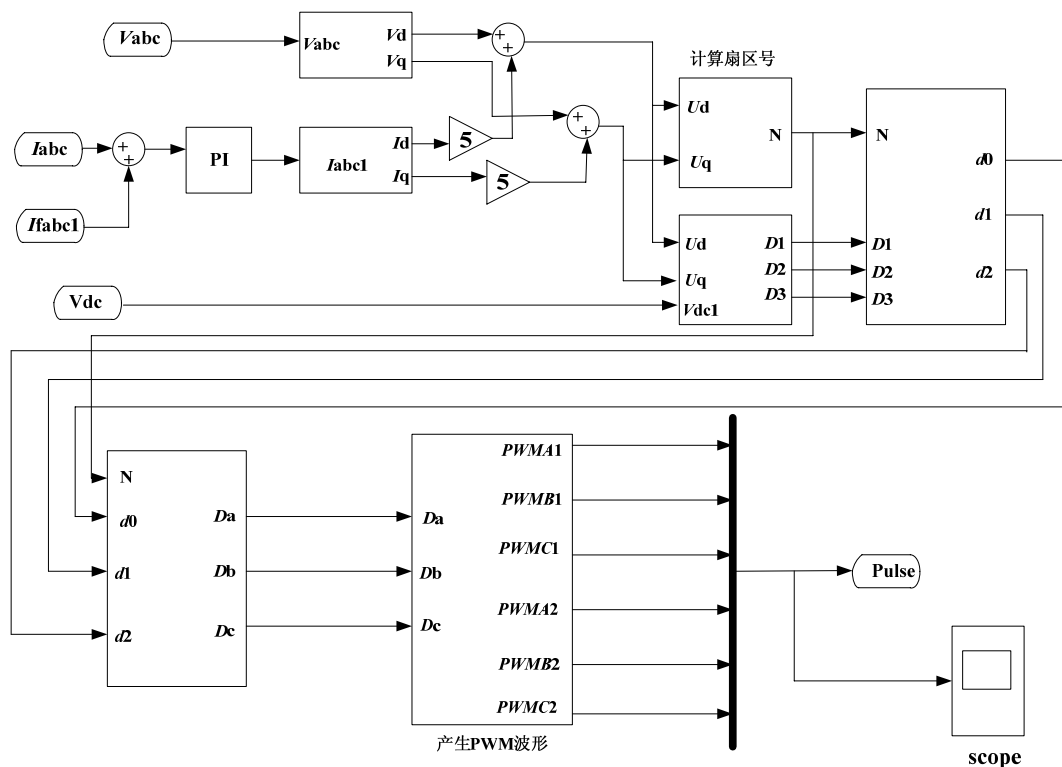 Vabc
Vabc
Vd
Vq
+
+
计算扇区号
Ud
Uq
N
N
d0
d1
d2
D1
D2
D3
Iabc
+
+
Ifabc1
PI
Iabc1
Id
Iq
5
5
+
+
Ud
Uq
Vdc1
D1
D2
D3
Vdc
N
d0
d1
d2
Da
Db
Dc
Da
Db
Dc
PWMA1
PWMB1
PWMC1
PWMA2
PWMB2
PWMC2
产生PWM波形
Pulse
scope